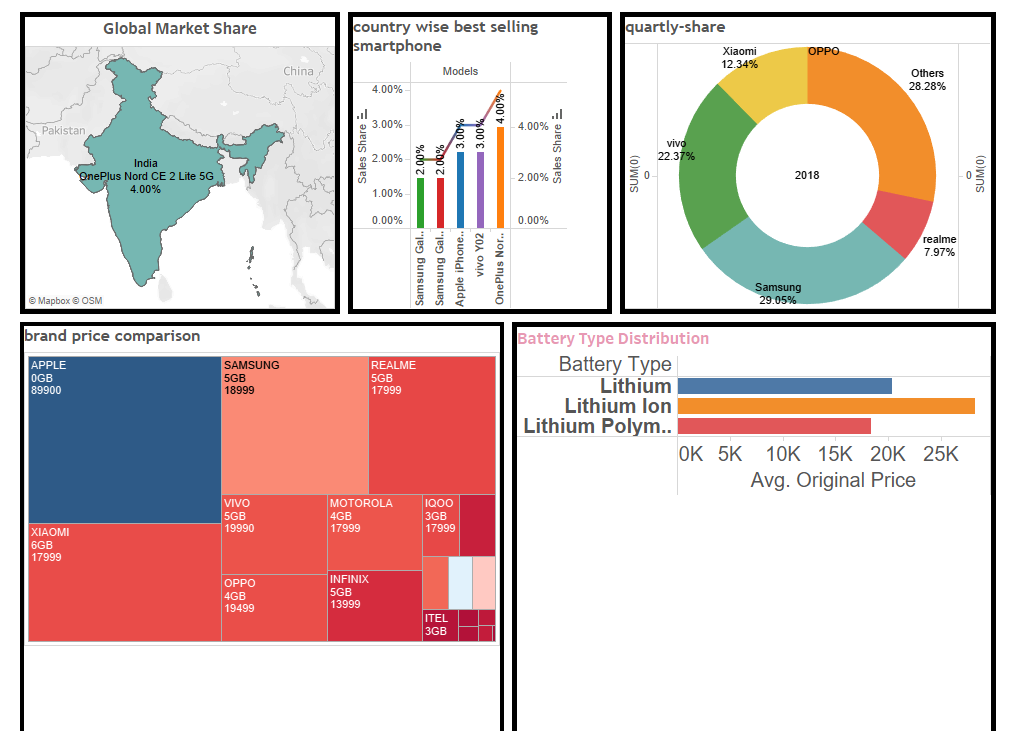 Global Market Share
China
Pakistan
India
OnePlus Nord CE 2 Lite 5G
4.00%
© Mapbox © OSM
country wise best selling
smartphone
Models
4.00%
3.00%
2.00%
1.00%
0.00%
Sales Share
2.00%
2.00%
3.00%
3.00%
4.00%
4.00%
2.00%
0.00%
Sales Share
Samsung Gal..
Samsung Gal..
Apple iPhone..
vivo Y02
OnePlus Nor..
quartly-share
Xiaomi
12.34%
OPPO
Others
28.28%
vivo
22.37%
SUM(0)
0
2018
0
SUM(0)
realme
7.97%
Samsung
29.05%
brand price comparison
APPLE
0GB
89900
SAMSUNG
5GB
18999
REALME
5GB
17999
XIAOMI
6GB
17999
VIVO
5GB
19990
MOTOROLA
4GB
17999
IQOO
3GB
17999
OPPO
4GB
19499
INFINIX
5GB
13999
ITEL
3GB
Battery Type Distribution
Battery Type
Lithium
Lithium Ion
Lithium Polym..
0K 5K 10K 15K 20K 25K
Avg. Original Price